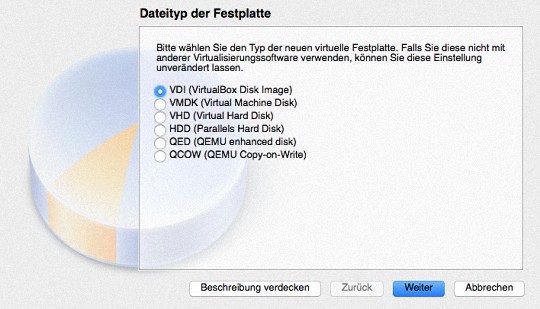 Dateityp der Festplatte
Bitte wählen Sie den Typ der neuen virtuelle Festplatte. Falls Sie diese nicht mit
anderer Virtualisierungssoftware verwenden, können Sie diese Einstellung
unverändert lassen.
VDI (VirtualBox Disk Image)
VMDK (Virtual Machine Disk)
VHD (Virtual Hard Disk)
HDD (Parallels Hard Disk)
QED (QEMU enhanced disk)
QCOW (QEMU Copy-on-Write)
Beschreibung verdecken Zurück Weiter Abbrechen